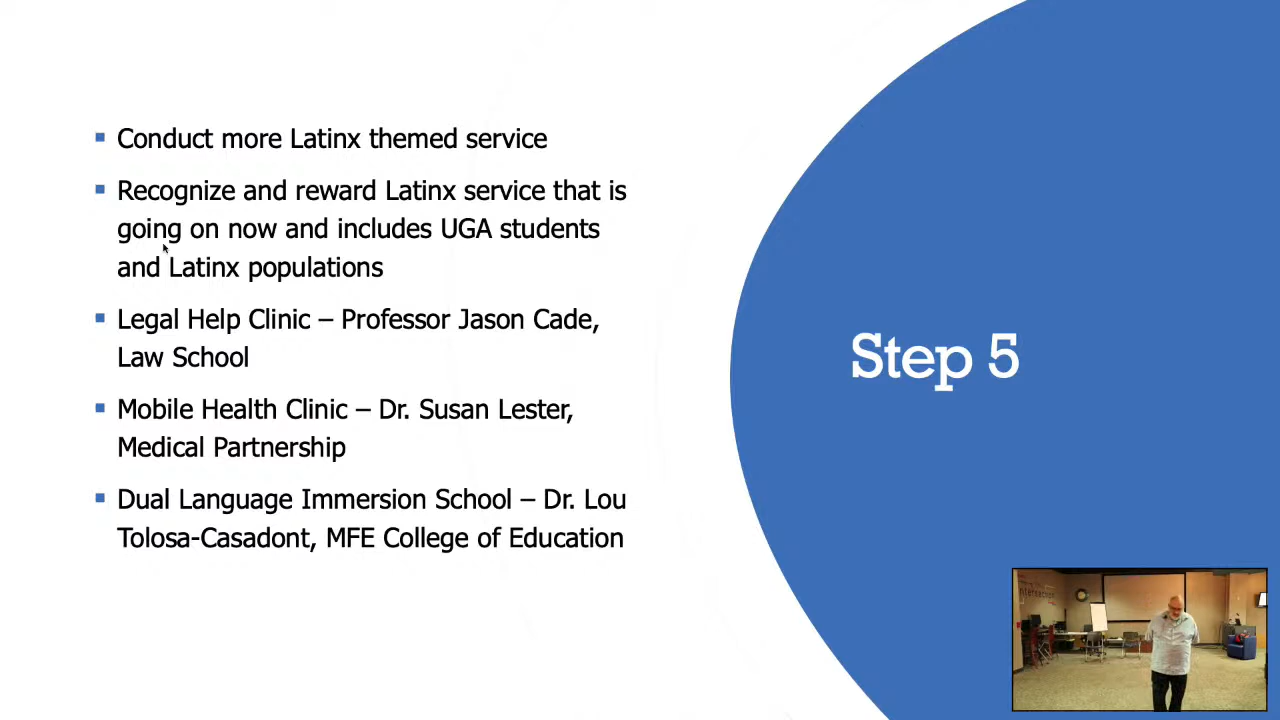 Conduct more Latinx themed service
Recognize and reward Latinx service that is
going on now and includes UGA students
and Latinx populations
Legal Help Clinic – Professor Jason Cade,
Law School
Mobile Health Clinic – Dr. Susan Lester,
Medical Partnership
Dual Language Immersion School – Dr. Lou
Tolosa-Casadont, MFE College of Education
Step 5